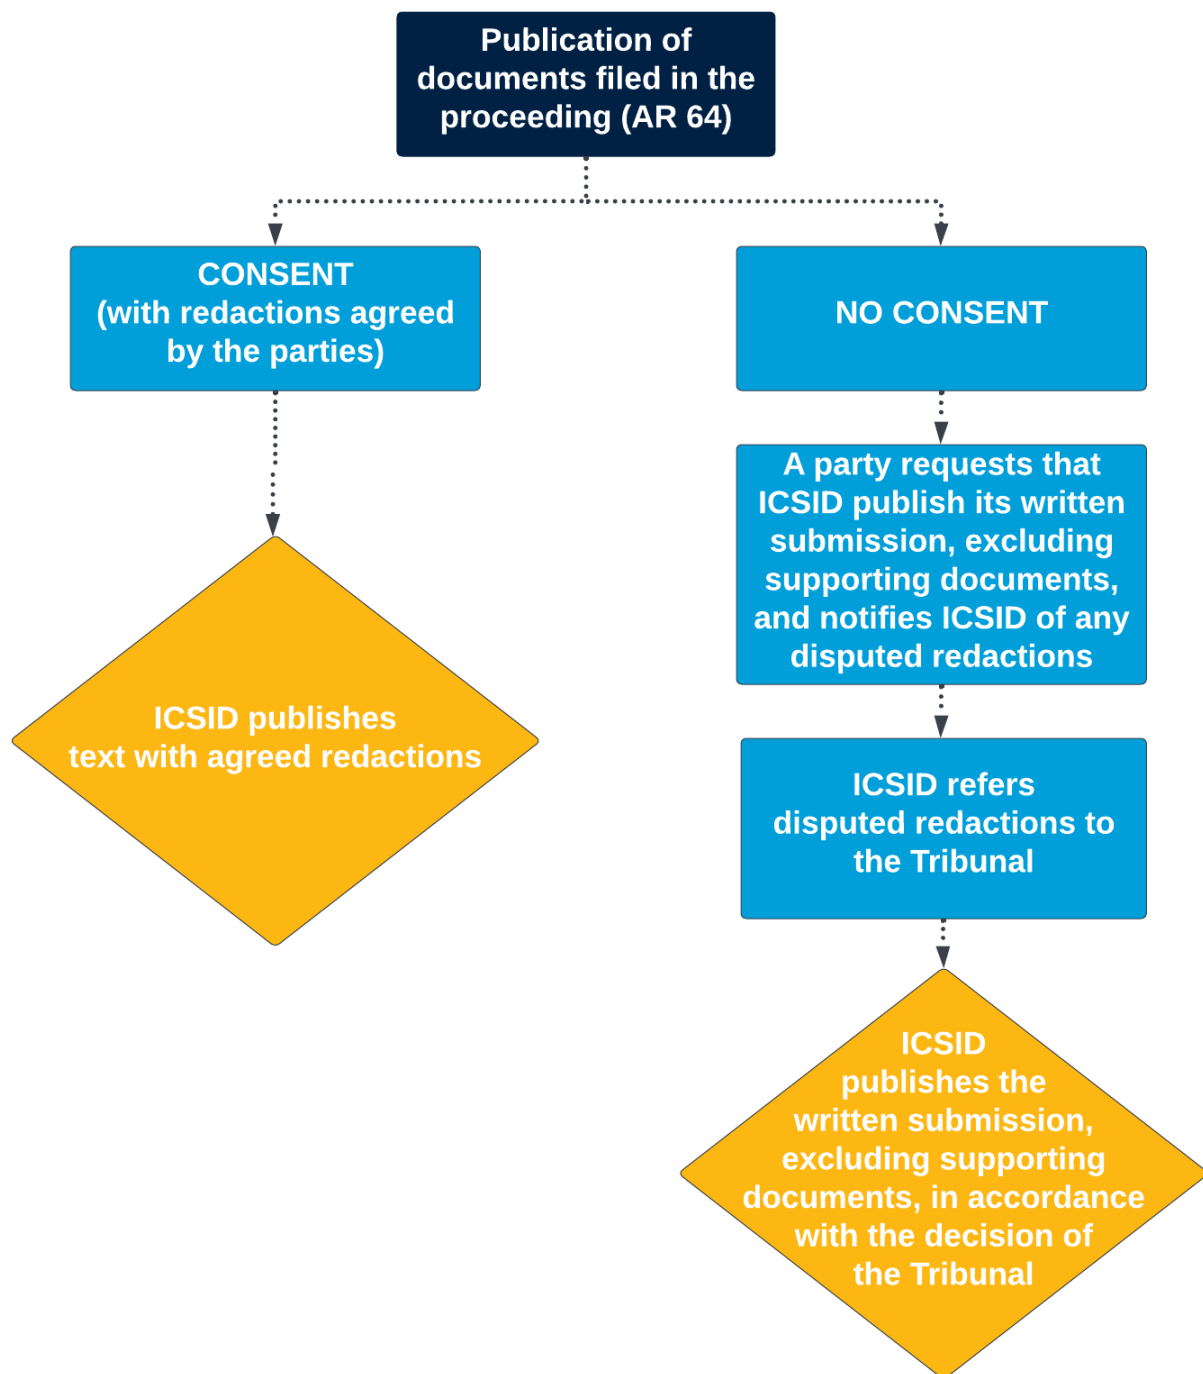 Publication of
documents filed in the
proceeding (AR 64)
CONSENT
(with redactions agreed
by the parties)
ICSID publishes
text with agreed redactions
NO CONSENT
A party requests that
ICSID publish its written
submission, excluding
supporting documents,
and notifies ICSID of any
disputed redactions
ICSID refers
disputed redactions to
the Tribunal
ICSID
publishes the
written submission,
excluding supporting
documents, in accordance
with the decision of
the Tribunal